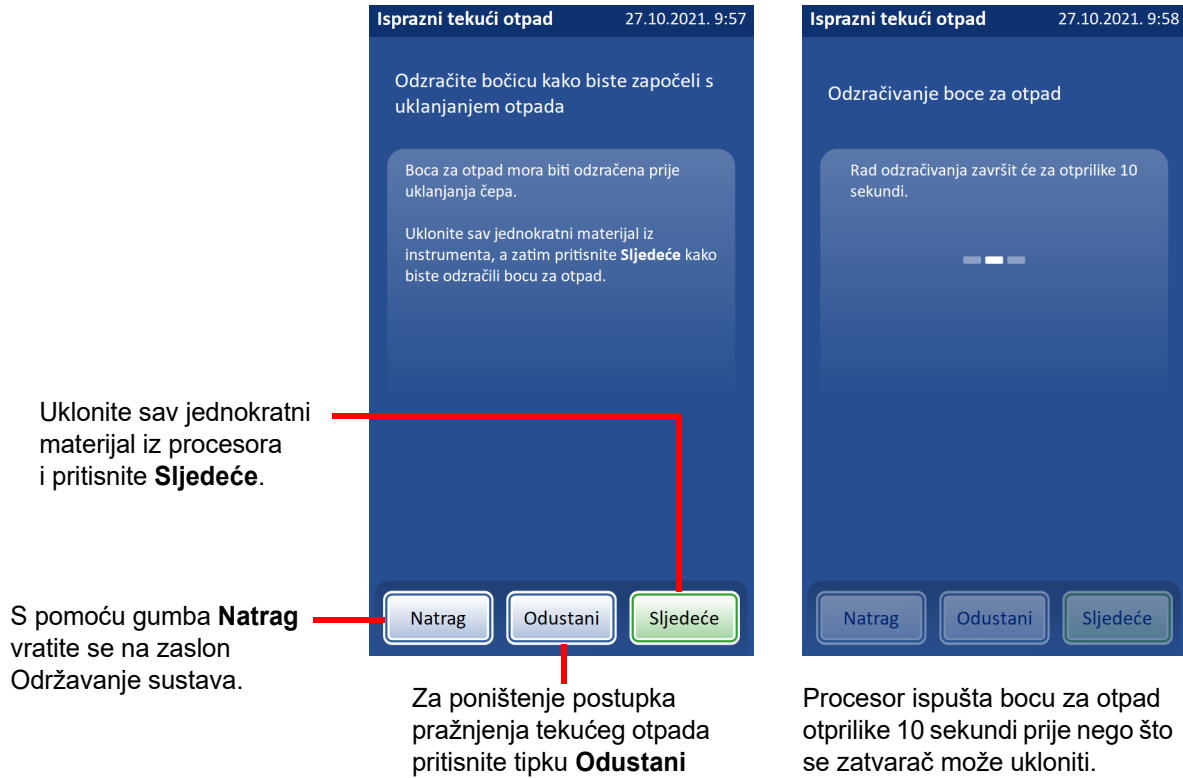 Isprazni tekući otpad 27.10.2021. 9:57
Odzračite bočicu kako biste započeli s
uklanjanjem otpada
Boca za otpad mora biti odzračena prije
uklanjanja čepa.
Uklonite sav jednokratni materijal iz
instrumenta, a zatim pritisnite Sljedeće kako
biste odzračili bocu za otpad.
Natrag Odustani Sljedeće
Isprazni tekući otpad 27.10.2021. 9:58
Odzračivanje boce za otpad
Rad odzračivanja završit će za otprilike 10
sekundi.
Natrag Odustani Sljedeće
Uklonite sav jednokratni
materijal iz procesora
i pritisnite Sljedeće.
S pomoću gumba Natrag
vratite se na zaslon
Održavanje sustava.
Za poništenje postupka
pražnjenja tekućeg otpada
pritisnite tipku Odustani
Procesor ispušta bocu za otpad
otprilike 10 sekundi prije nego što
se zatvarač može ukloniti.